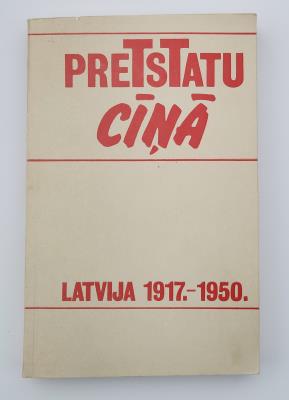 PRETSTATU
CĪŅĀ
LATVIJA 1917.-1950.